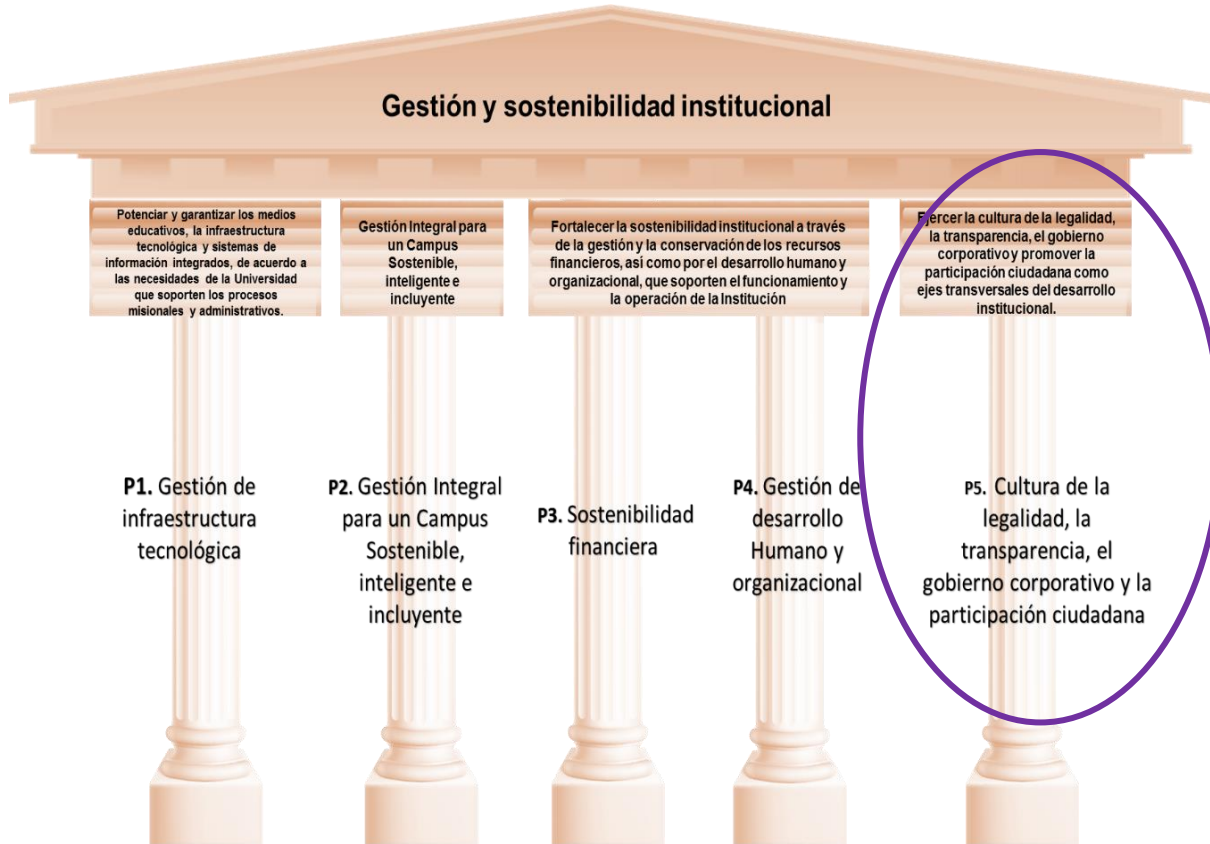 Gestión y sostenibilidad institucional
Potenciar y garantizar los medios
educativos, la infraestructura
tecnológica y sistemas de
información integrados, de acuerdo a
las necesidades de la Universidad
que soporten los procesos
misionales y administrativos.
Gestión Integral para
un Campus
Sostenible,
inteligente e
incluyente
Fortalecer la sostenibilidad institucional a través
de la gestión y la conservación de los recursos
financieros, así como por el desarrollo humano y
organizacional, que soporten el funcionamiento y
la operación de la Institución
Ejercer la cultura de la legalidad,
la transparencia, el gobierno
corporativo y promover la
participación ciudadana como
ejes transversales del desarrollo
institucional.
P1. Gestión de
infraestructura
tecnológica
P2. Gestión Integral
para un Campus
Sostenible,
inteligente e
incluyente
P3. Sostenibilidad
financiera
P4. Gestión de
desarrollo
Humano y
organizacional
P5. Cultura de la
legalidad, la
transparencia, el
gobierno corporativo y la
participación ciudadana